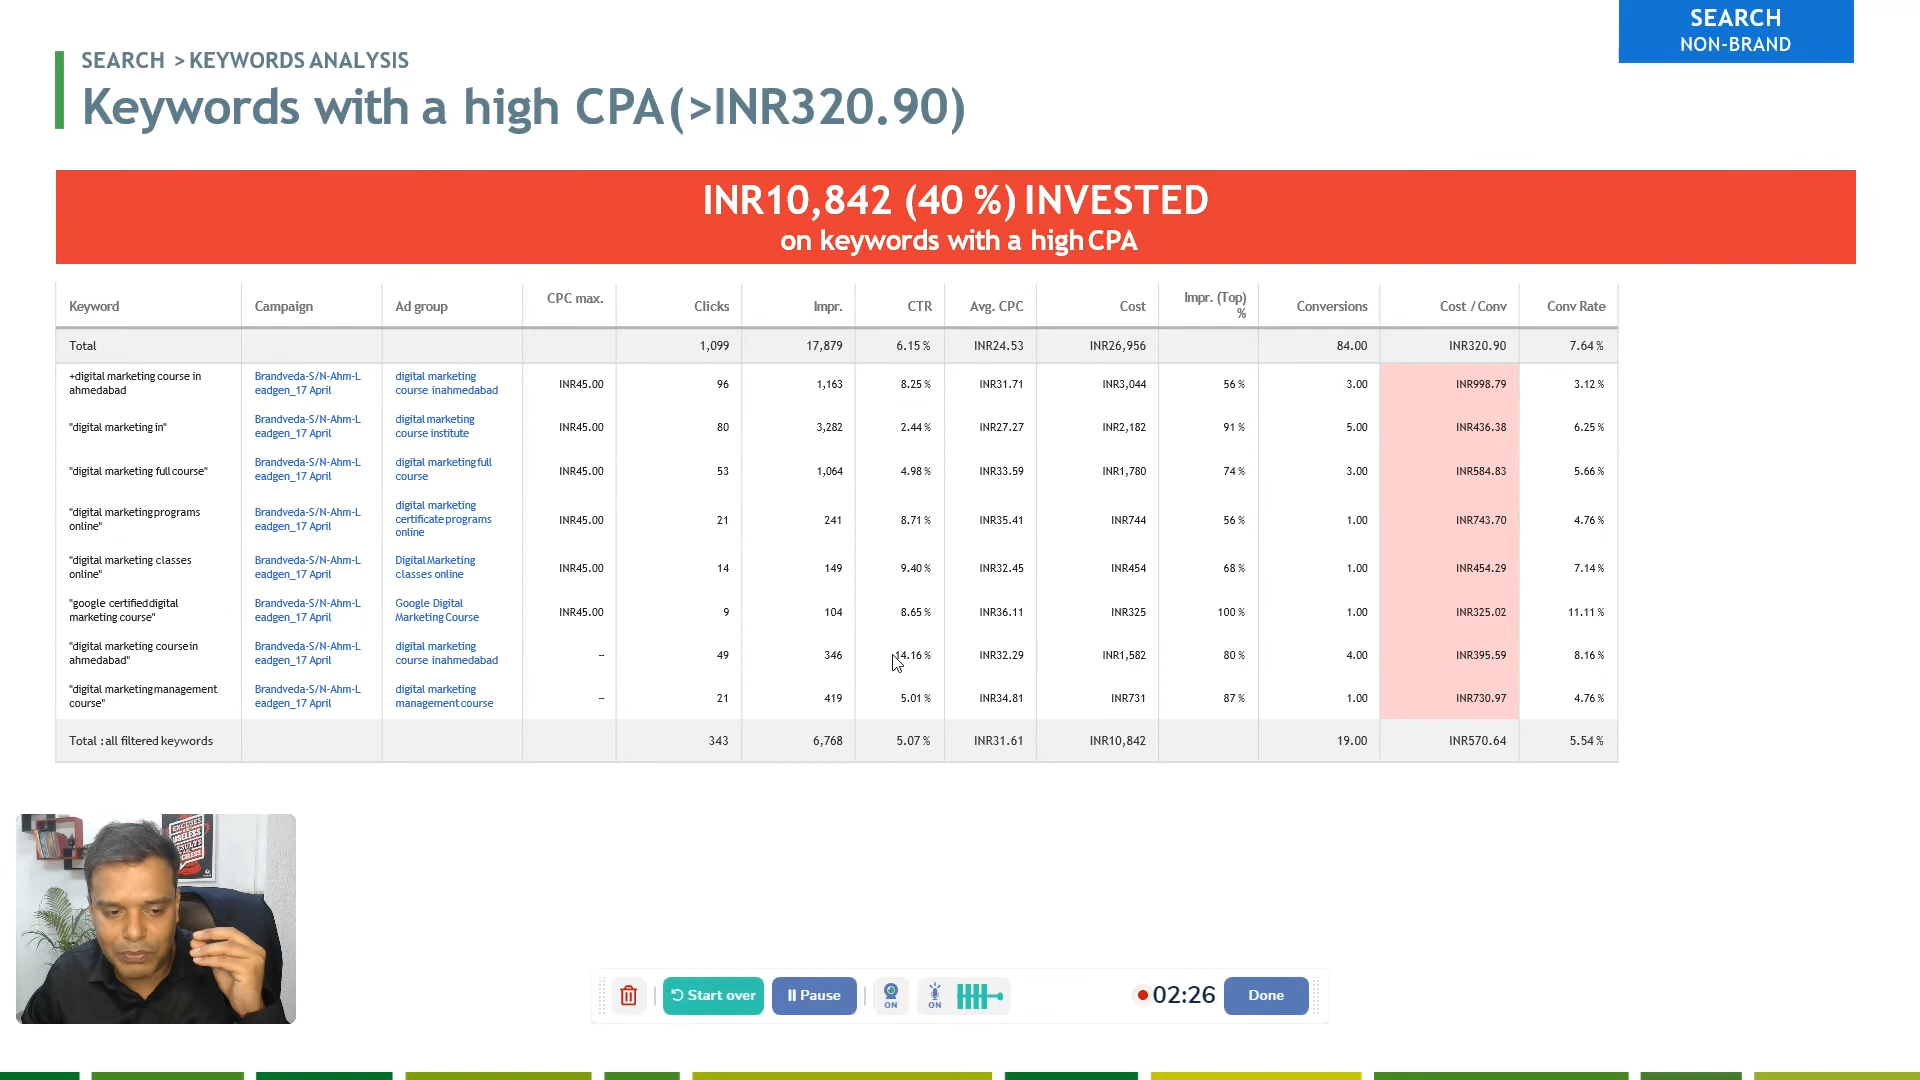 SEARCH
NON-BRAND
SEARCH > KEYWORDS ANALYSIS
Keywords with a high CPA(>INR320.90)
INR10,842 (40 %) INVESTED
on keywords with a high CPA
Keyword Campaign Ad group CPC max. Clicks Impr. CTR Avg. CPC Cost Impr. (Top) % Conversions Cost / Conv Conv Rate
Total 1,099 17,879 6.15 % INR24.53 INR26,956 84.00 INR320.90 7.64 %
+digital marketing course in Brandveda-S/N-Ahm-L digital marketing
ahmedabad eadgen_17 April course inahmedabad INR45.00 96 1,163 8.25 % INR31.71 INR3,044 56 % 3.00 INR998.79 3.12 %
"digital marketing in" Brandveda-S/N-Ahm-L digital marketing
eadgen_17 April course institute INR45.00 80 3,282 2.44 % INR27.27 INR2,182 91 % 5.00 INR436.38 6.25 %
"digital marketing full course" Brandveda-S/N-Ahm-L digital marketing full
eadgen_17 April course INR45.00 53 1,064 4.98 % INR33.59 INR1,780 74 % 3.00 INR584.83 5.66 %
"digital marketing programs Brandveda-S/N-Ahm-L digital marketing
online" eadgen_17 April certificate programs
online INR45.00 21 241 8.71 % INR35.41 INR744 56 % 1.00 INR743.70 4.76 %
"digital marketing classes Brandveda-S/N-Ahm-L Digital Marketing
online" eadgen_17 April classes online INR45.00 14 149 9.40 % INR32.45 INR454 68 % 1.00 INR454.29 7.14 %
"google certified digital Brandveda-S/N-Ahm-L Google Digital
marketing course" eadgen_17 April Marketing Course INR45.00 9 104 8.65 % INR36.11 INR325 100 % 1.00 INR325.02 11.11 %
"digital marketing course in Brandveda-S/N-Ahm-L digital marketing
ahmedabad" eadgen_17 April course inahmedabad -- 49 346 14.16 % INR32.29 INR1,582 80 % 4.00 INR395.59 8.16 %
"digital marketing management Brandveda-S/N-Ahm-L digital marketing
course" eadgen_17 April management course -- 21 419 5.01 % INR34.81 INR731 87 % 1.00 INR730.97 4.76 %
Total : all filtered keywords 343 6,768 5.07 % INR31.61 INR10,842 19.00 INR570.64 5.54 %
EXCUSES
USELESS
RESULTS
Start over Pause ON ON 02:26 Done